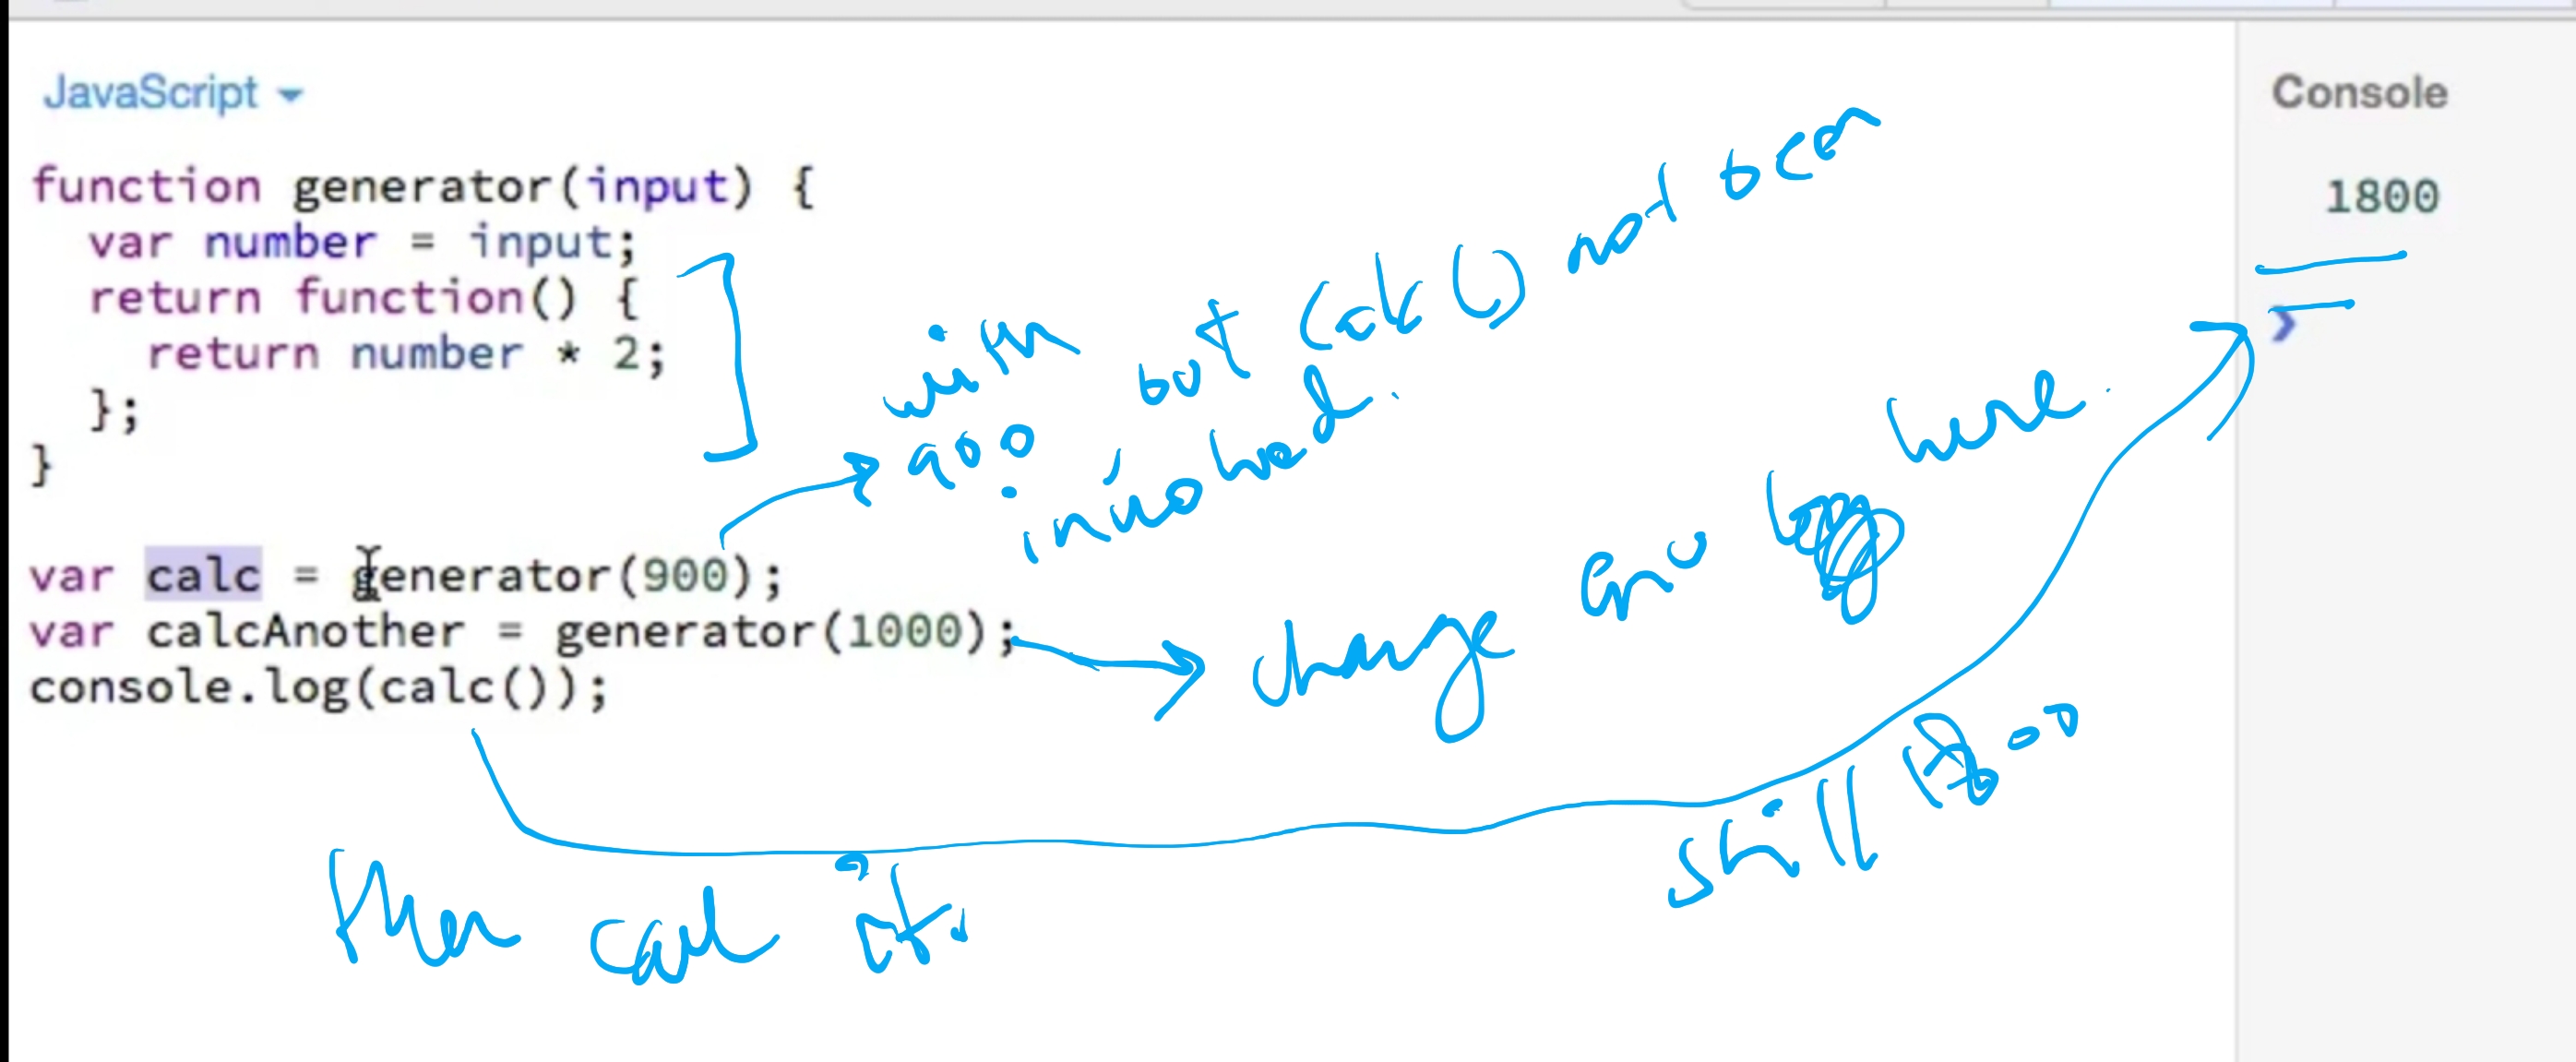 JavaScript
Console
function generator(input) {
1800
var number = input;
return function() {
return number * 2;
};
}
with
900, but calc() not been
invoked.
var calc = generator(900);
var calcAnother = generator(1000);
console.log(calc());
change env here.
then call it.
still 1800